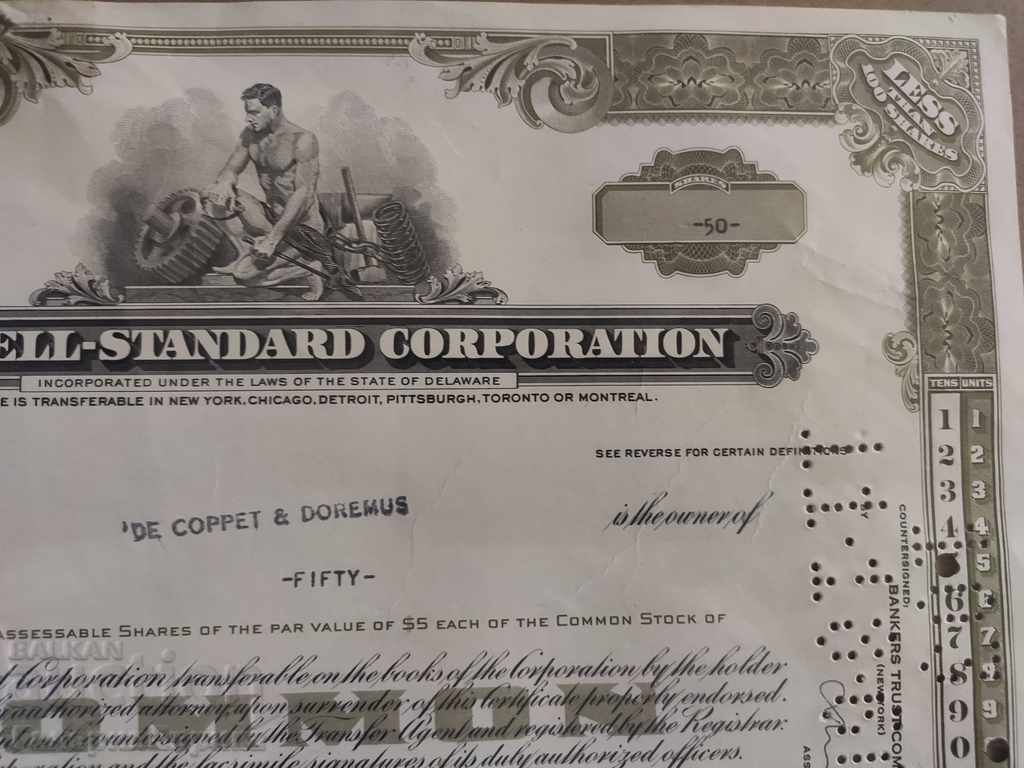 LESS
THAN
100 SHARES
SHARES
-50-
ELL-STANDARD CORPORATION
INCORPORATED UNDER THE LAWS OF THE STATE OF DELAWARE
E IS TRANSFERABLE IN NEW YORK, CHICAGO, DETROIT, PITTSBURGH, TORONTO OR MONTREAL.
TENS UNITS
1 1
2 2
3 3
4 4
5
6 6
7 7
8 8
9 9
0
SEE REVERSE FOR CERTAIN DEFINITIONS
DE COPPET & DOREMUS
is the owner of
-FIFTY-
ASSESSABLE SHARES OF THE PAR VALUE OF $5 EACH OF THE COMMON STOCK OF
BALKAN
Corporation transferable on the books of the Corporation by the holder
authorized attorney, upon surrender of this Certificate properly endorsed.
until countersigned by the Transfer Agent and registered by the Registrar.
and the facsimile signatures of its duly authorized officers.
COMMON
COUNTERSIGNED:
BANKERS TRUST COM
(NEW YORK)
BY
ASS